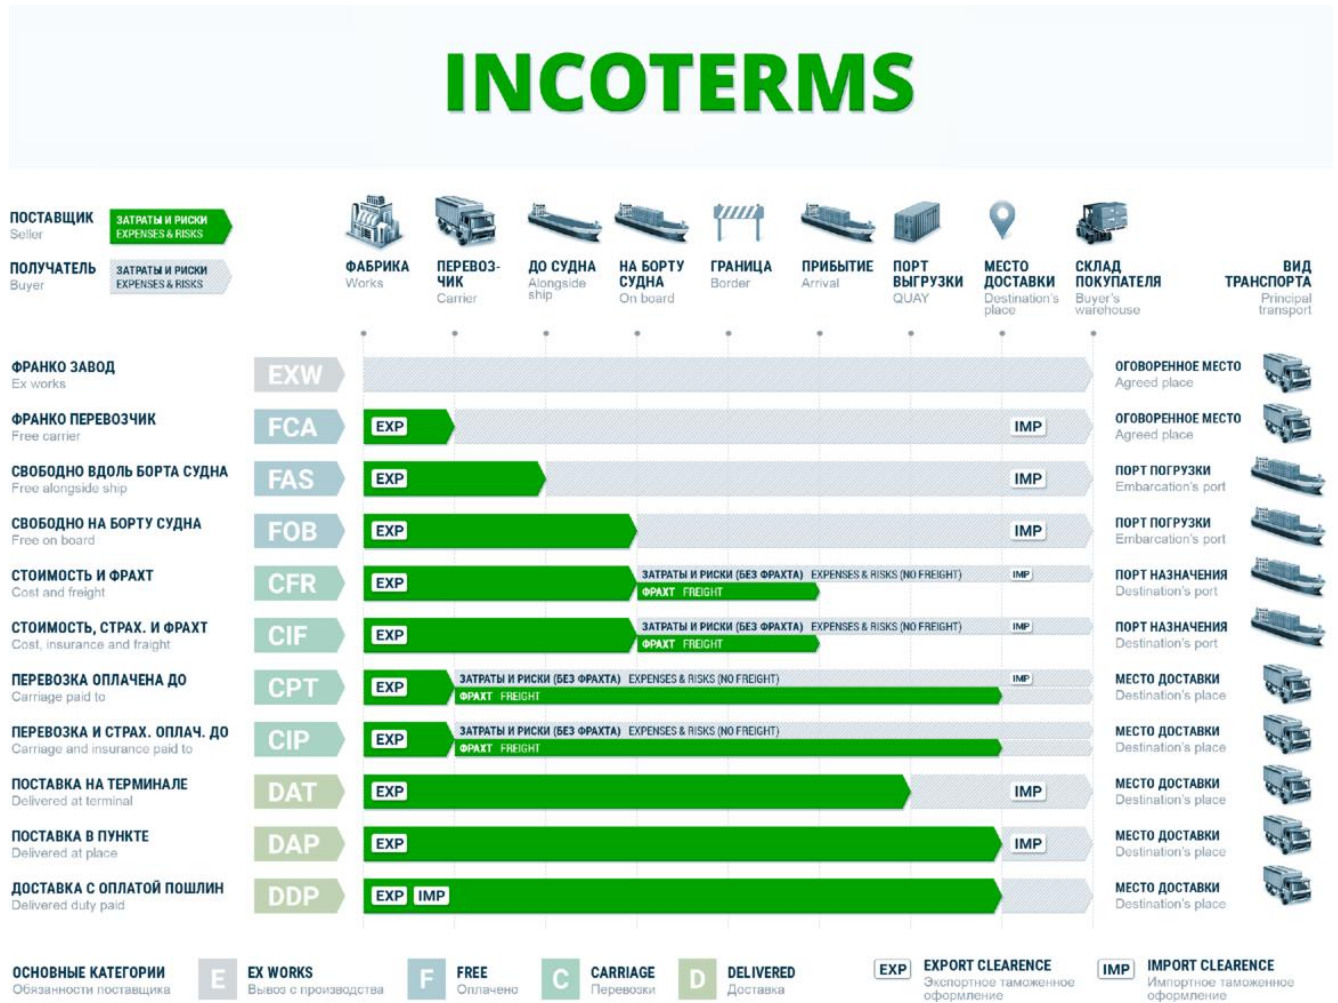 INCOTERMS
ПОСТАВЩИК
Seller
ЗАТРАТЫ И РИСКИ
EXPENSES & RISKS
ПОЛУЧАТЕЛЬ
Buyer
ЗАТРАТЫ И РИСКИ
EXPENSES & RISKS
ФАБРИКА
Works
ПЕРЕВОЗ-
ЧИК
Carrier
ДО СУДНА
Alongside
ship
НА БОРТУ
СУДНА
On board
ГРАНИЦА
Border
ПРИБЫТИЕ
Arrival
ПОРТ
ВЫГРУЗКИ
QUAY
МЕСТО
ДОСТАВКИ
Destination's
place
СКЛАД
ПОКУПАТЕЛЯ
Buyer's
warehouse
ВИД
ТРАНСПОРТА
Principal
transport
ФРАНКО ЗАВОД
Ex works
EXW
ОГОВОРЕННОЕ МЕСТО
Agreed place
ФРАНКО ПЕРЕВОЗЧИК
Free carrier
FCA
EXP
IMP
ОГОВОРЕННОЕ МЕСТО
Agreed place
СВОБОДНО ВДОЛЬ БОРТА СУДНА
Free alongside ship
FAS
EXP
IMP
ПОРТ ПОГРУЗКИ
Embarcation's port
СВОБОДНО НА БОРТУ СУДНА
Free on board
FOB
EXP
IMP
ПОРТ ПОГРУЗКИ
Embarcation's port
СТОИМОСТЬ И ФРАХТ
Cost and freight
CFR
EXP
ЗАТРАТЫ И РИСКИ (БЕЗ ФРАХТА) EXPENSES & RISKS (NO FREIGHT)
IMP
ФРАХТ FREIGHT
ПОРТ НАЗНАЧЕНИЯ
Destination's port
СТОИМОСТЬ, СТРАХ. И ФРАХТ
Cost, insurance and fraight
CIF
EXP
ЗАТРАТЫ И РИСКИ (БЕЗ ФРАХТА) EXPENSES & RISKS (NO FREIGHT)
IMP
ФРАХТ FREIGHT
ПОРТ НАЗНАЧЕНИЯ
Destination's port
ПЕРЕВОЗКА ОПЛАЧЕНА ДО
Carriage paid to
CPT
EXP
ЗАТРАТЫ И РИСКИ (БЕЗ ФРАХТА) EXPENSES & RISKS (NO FREIGHT)
IMP
ФРАХТ FREIGHT
МЕСТО ДОСТАВКИ
Destination's place
ПЕРЕВОЗКА И СТРАХ. ОПЛАЧ. ДО
Carriage and insurance paid to
CIP
EXP
ЗАТРАТЫ И РИСКИ (БЕЗ ФРАХТА) EXPENSES & RISKS (NO FREIGHT)
ФРАХТ FREIGHT
МЕСТО ДОСТАВКИ
Destination's place
ПОСТАВКА НА ТЕРМИНАЛЕ
Delivered at terminal
DAT
EXP
IMP
МЕСТО ДОСТАВКИ
Destination's place
ПОСТАВКА В ПУНКТЕ
Delivered at place
DAP
EXP
IMP
МЕСТО ДОСТАВКИ
Destination's place
ДОСТАВКА С ОПЛАТОЙ ПОШЛИН
Delivered duty paid
DDP
EXP IMP
МЕСТО ДОСТАВКИ
Destination's place
ОСНОВНЫЕ КАТЕГОРИИ
Обязанности поставщика
E
EX WORKS
Вывоз с производства
F
FREE
Оплачено
C
CARRIAGE
Перевозки
D
DELIVERED
Доставка
EXP
EXPORT CLEARENCE
Экспортное таможенное
оформление
IMP
IMPORT CLEARENCE
Импортное таможенное
оформление